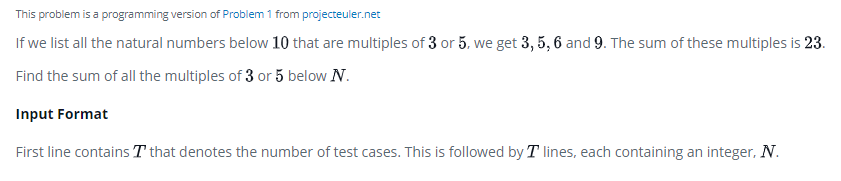 This problem is a programming version of Problem 1 from projecteuler.net
If we list all the natural numbers below 10 that are multiples of 3 or 5, we get 3, 5, 6 and 9. The sum of these multiples is 23.
Find the sum of all the multiples of 3 or 5 below N.
Input Format
First line contains T that denotes the number of test cases. This is followed by T lines, each containing an integer, N.